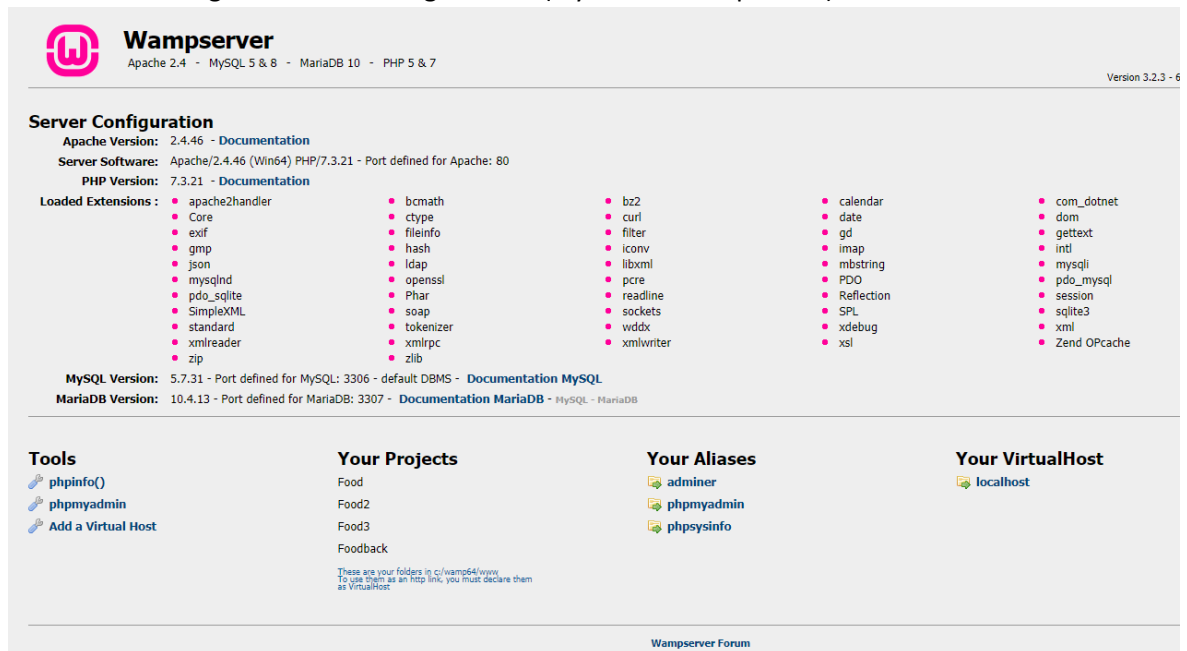 Wampserver
Apache 2.4 - MySQL 5 & 8 - MariaDB 10 - PHP 5 & 7
Version 3.2.3 - 6
Server Configuration
Apache Version: 2.4.46 - Documentation
Server Software: Apache/2.4.46 (Win64) PHP/7.3.21 - Port defined for Apache: 80
PHP Version: 7.3.21 - Documentation
Loaded Extensions : apache2handler bcmath bz2 calendar com_dotnet
Core ctype curl date dom
exif fileinfo filter gd gettext
gmp hash iconv imap intl
json ldap libxml mbstring mysqli
mysqlnd openssl pcre PDO pdo_mysql
pdo_sqlite Phar readline Reflection session
SimpleXML soap sockets SPL sqlite3
standard tokenizer wddx xdebug xml
xmlreader xmlrpc xmlwriter xsl Zend OPcache
zip zlib
MySQL Version: 5.7.31 - Port defined for MySQL: 3306 - default DBMS - Documentation MySQL
MariaDB Version: 10.4.13 - Port defined for MariaDB: 3307 - Documentation MariaDB - MySQL - MariaDB
Tools
phpinfo()
phpmyadmin
Add a Virtual Host
Your Projects
Food
Food2
Food3
Foodback
These are your folders in c:/wamp64/www
To use them as an http link, you must declare them
as VirtualHost
Your Aliases
adminer
phpmyadmin
phpsysinfo
Your VirtualHost
localhost
Wampserver Forum